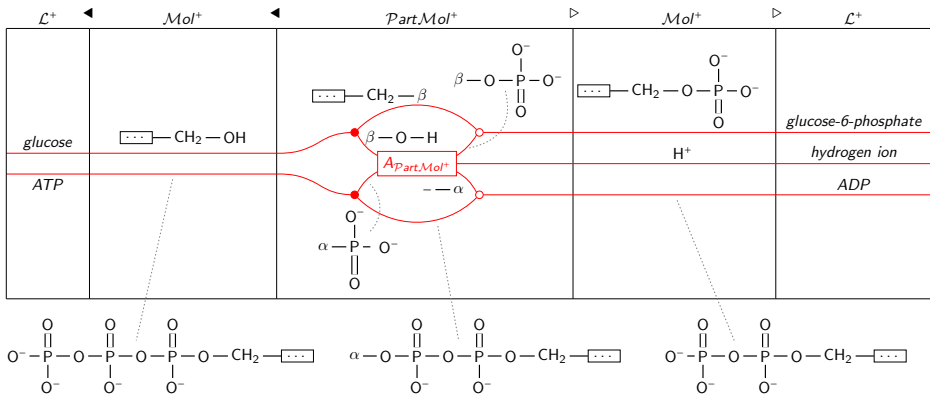 ℒ⁺ ◀ ℳol⁺ ◀ 𝒫artℳol⁺ ▷ ℳol⁺ ▷ ℒ⁺
O⁻
β—O—P—O⁻
O
O⁻
···—CH₂—O—P—O⁻
O
···—CH₂—β
glucose
···—CH₂—OH
β—O—H
glucose-6-phosphate
A𝒫artℳol⁺
H⁺
hydrogen ion
ATP
-—α
ADP
O⁻
α—P—O⁻
O
O O O
O⁻—P—O—P—O—P—O—CH₂—···
O⁻ O⁻ O⁻
O O
α—O—P—O—P—O—CH₂—···
O⁻ O⁻
O O
O⁻—P—O—P—O—CH₂—···
O⁻ O⁻